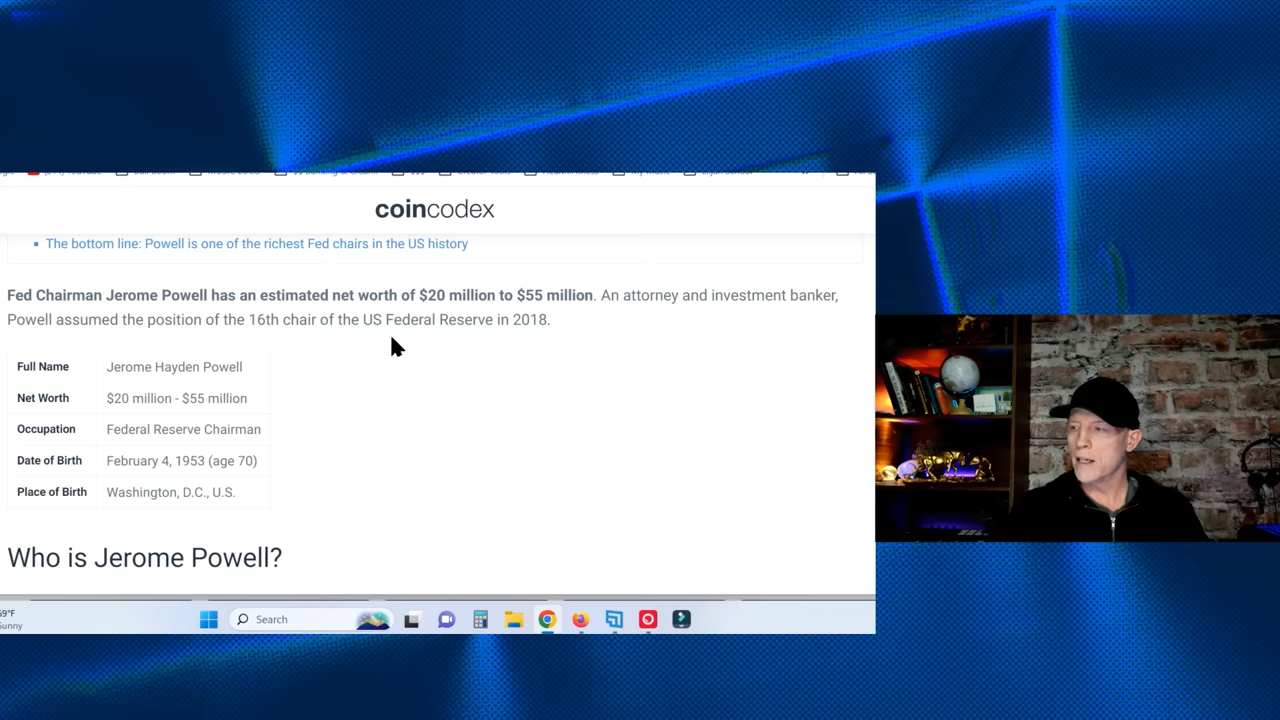 coincodex
The bottom line: Powell is one of the richest Fed chairs in the US history
Fed Chairman Jerome Powell has an estimated net worth of $20 million to $55 million. An attorney and investment banker,
Powell assumed the position of the 16th chair of the US Federal Reserve in 2018.
Full Name Jerome Hayden Powell
Net Worth $20 million - $55 million
Occupation Federal Reserve Chairman
Date of Birth February 4, 1953 (age 70)
Place of Birth Washington, D.C., U.S.
Who is Jerome Powell?
Sunny
Search